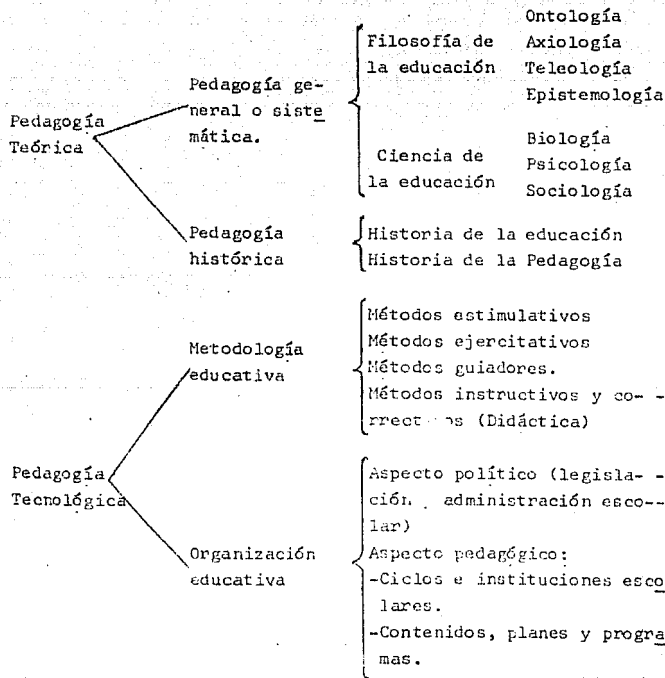 Pedagogía
Teórica
Pedagogía ge-
neral o siste
mática.
Filosofía de
la educación
Ontología
Axiología
Teleología
Epistemología
Ciencia de
la educación
Biología
Psicología
Sociología
Pedagogía
histórica
Historia de la educación
Historia de la Pedagogía
Pedagogía
Tecnológica
Metodología
educativa
Métodos estimulativos
Métodos ejercitativos
Métodos guiadores.
Métodos instructivos y co- -
(Didáctica)
Organización
educativa
Aspecto político (legisla- -
ción administración esco--
lar)
Aspecto pedagógico:
-Ciclos e instituciones esco
lares.
-Contenidos, planes y progra
mas.